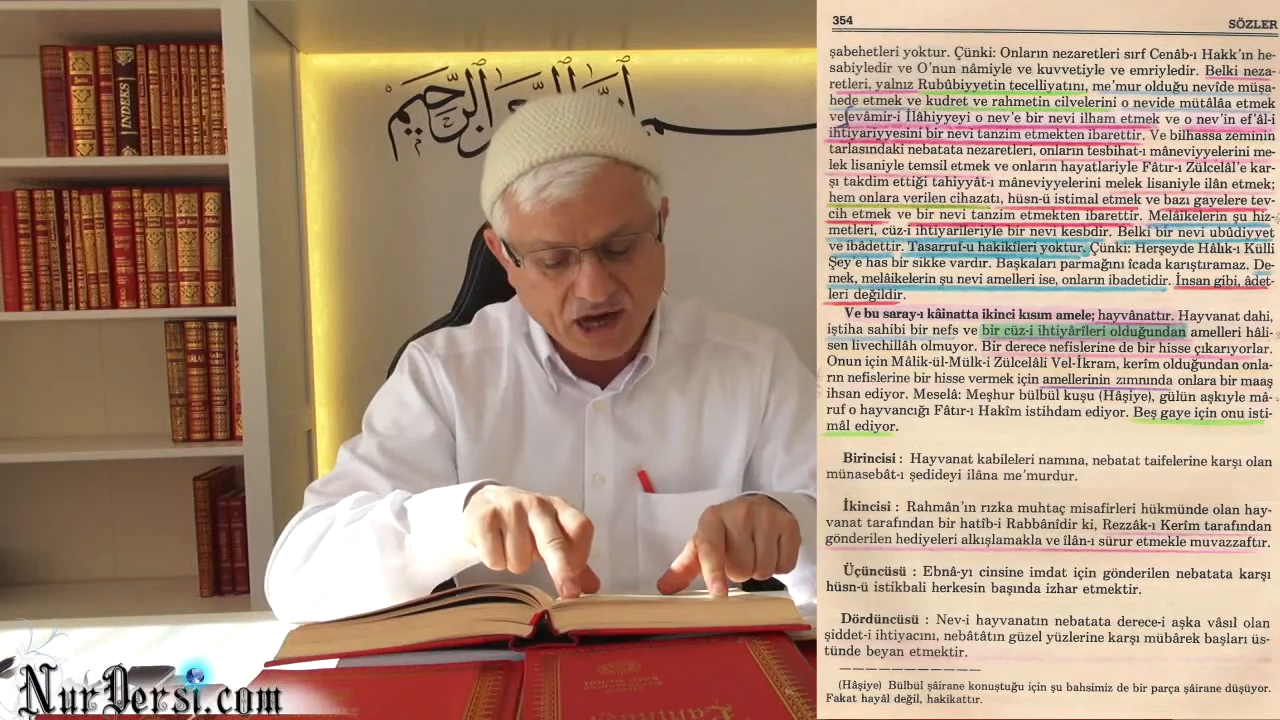 INDEKS
354
SÖZLER
şabehetleri yoktur. Çünki: Onların nezaretleri sırf Cenâb-ı Hakk'ın he-
sabiyledir ve O'nun nâmiyle ve kuvvetiyle ve emriyledir. Belki neza-
retleri, yalnız Rubûbiyyetin tecelliyatını, me'mur olduğu nevide müşa-
hede etmek ve kudret ve rahmetin cilvelerini o nevide mütâlâa etmek
ve evâmir-i İlâhiyyeyi o nev'e bir nevi ilham etmek ve o nev'in ef'âl-i
ihtiyariyyesini bir nevi tanzim etmekten ibarettir. Ve bilhassa zeminin
tarlasındaki nebatata nezaretleri, onların tesbihat-ı mâneviyyelerini me-
lek lisaniyle temsil etmek ve onların hayatlariyle Fâtır-ı Zülcelâl'e kar-
şı takdim ettiği tahiyyât-ı mâneviyyelerini melek lisaniyle ilân etmek;
hem onlara verilen cihazatı, hüsn-ü istimal etmek ve bazı gayelere tev-
cih etmek ve bir nevi tanzim etmekten ibarettir. Melâikelerin şu hiz-
metleri, cüz-i ihtiyarîleriyle bir nevi kesbdir. Belki bir nevi ubûdiyyet
ve ibâdettir. Tasarruf-u hakikîleri yoktur. Çünki: Herşeyde Hâlık-ı Külli
Şey'e has bir sikke vardır. Başkaları parmağını îcada karıştıramaz. De-
mek, melâikelerin şu nevi amelleri ise, onların ibadetidir. İnsan gibi, âdet-
leri değildir.
Ve bu saray-ı kâinatta ikinci kısım amele; hayvânattır. Hayvanat dahi,
iştiha sahibi bir nefs ve bir cüz-i ihtiyârîleri olduğundan amelleri hâli-
sen livechillâh olmuyor. Bir derece nefislerine de bir hisse çıkarıyorlar.
Onun için Mâlik-ül-Mülk-i Zülcelâli Vel-İkram, kerîm olduğundan onla-
rın nefislerine bir hisse vermek için amellerinin zımnında onlara bir maaş
ihsan ediyor. Meselâ: Meşhur bülbül kuşu (Hâşiye), gülün aşkıyle mâ-
ruf o hayvancığı Fâtır-ı Hakîm istihdam ediyor. Beş gaye için onu isti-
mâl ediyor.
Birincisi : Hayvanat kabileleri namına, nebatat taifelerine karşı olan
münasebât-ı şedideyi ilâna me'murdur.
İkincisi : Rahmân'ın rızka muhtaç misafirleri hükmünde olan hay-
vanat tarafından bir hatîb-i Rabbânîdir ki, Rezzâk-ı Kerîm tarafından
gönderilen hediyeleri alkışlamakla ve îlân-ı sürur etmekle muvazzaftır.
Üçüncüsü : Ebnâ-yı cinsine imdat için gönderilen nebatata karşı
hüsn-ü istikbali herkesin başında izhar etmektir.
Dördüncüsü : Nev-i hayvanatın nebatata derece-i aşka vâsıl olan
şiddet-i ihtiyacını, nebâtâtın güzel yüzlerine karşı mübârek başları üs-
tünde beyan etmektir.
(Hâşiye) Bülbül şâirane konuştuğu için şu bahsimiz de bir parça şâirane düşüyor.
Fakat hayâl değil, hakikattır.
NurDersi.com